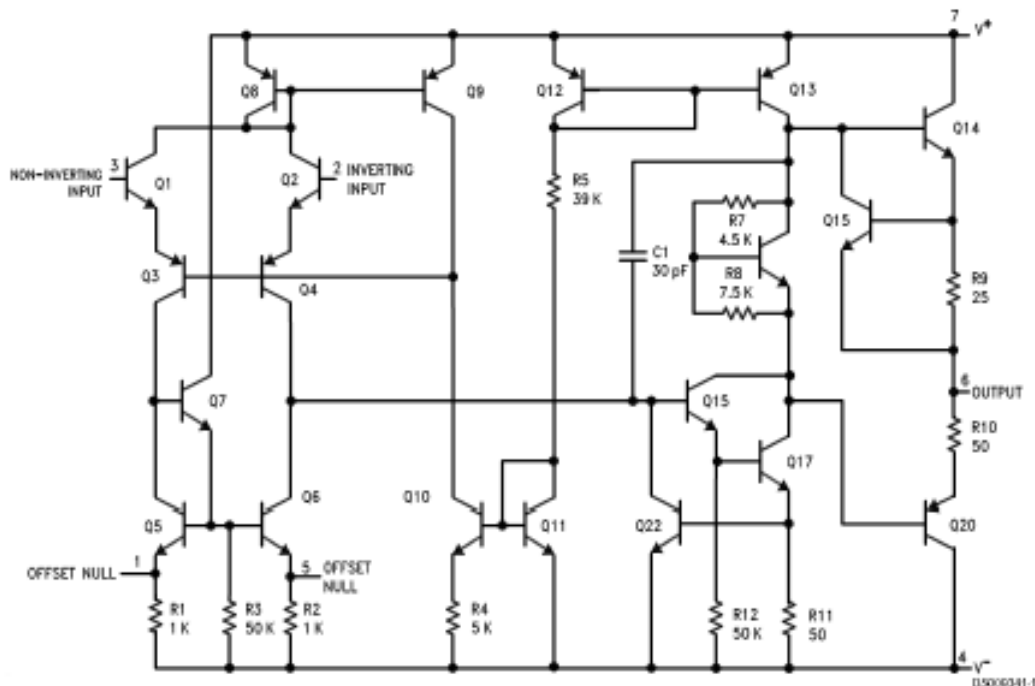 7
V+
Q8
Q9
Q12
Q13
Q14
3
NON-INVERTING
INPUT
Q1
Q2
2
INVERTING
INPUT
R5
39 K
R7
4.5 K
Q15
Q3
Q4
C1
30 pF
R8
7.5 K
R9
25
6
OUTPUT
Q7
Q15
R10
50
Q17
Q5
Q6
Q10
Q11
Q22
Q20
1
OFFSET NULL
5
OFFSET
NULL
R1
1 K
R3
50 K
R2
1 K
R4
5 K
R12
50 K
R11
50
4
V-